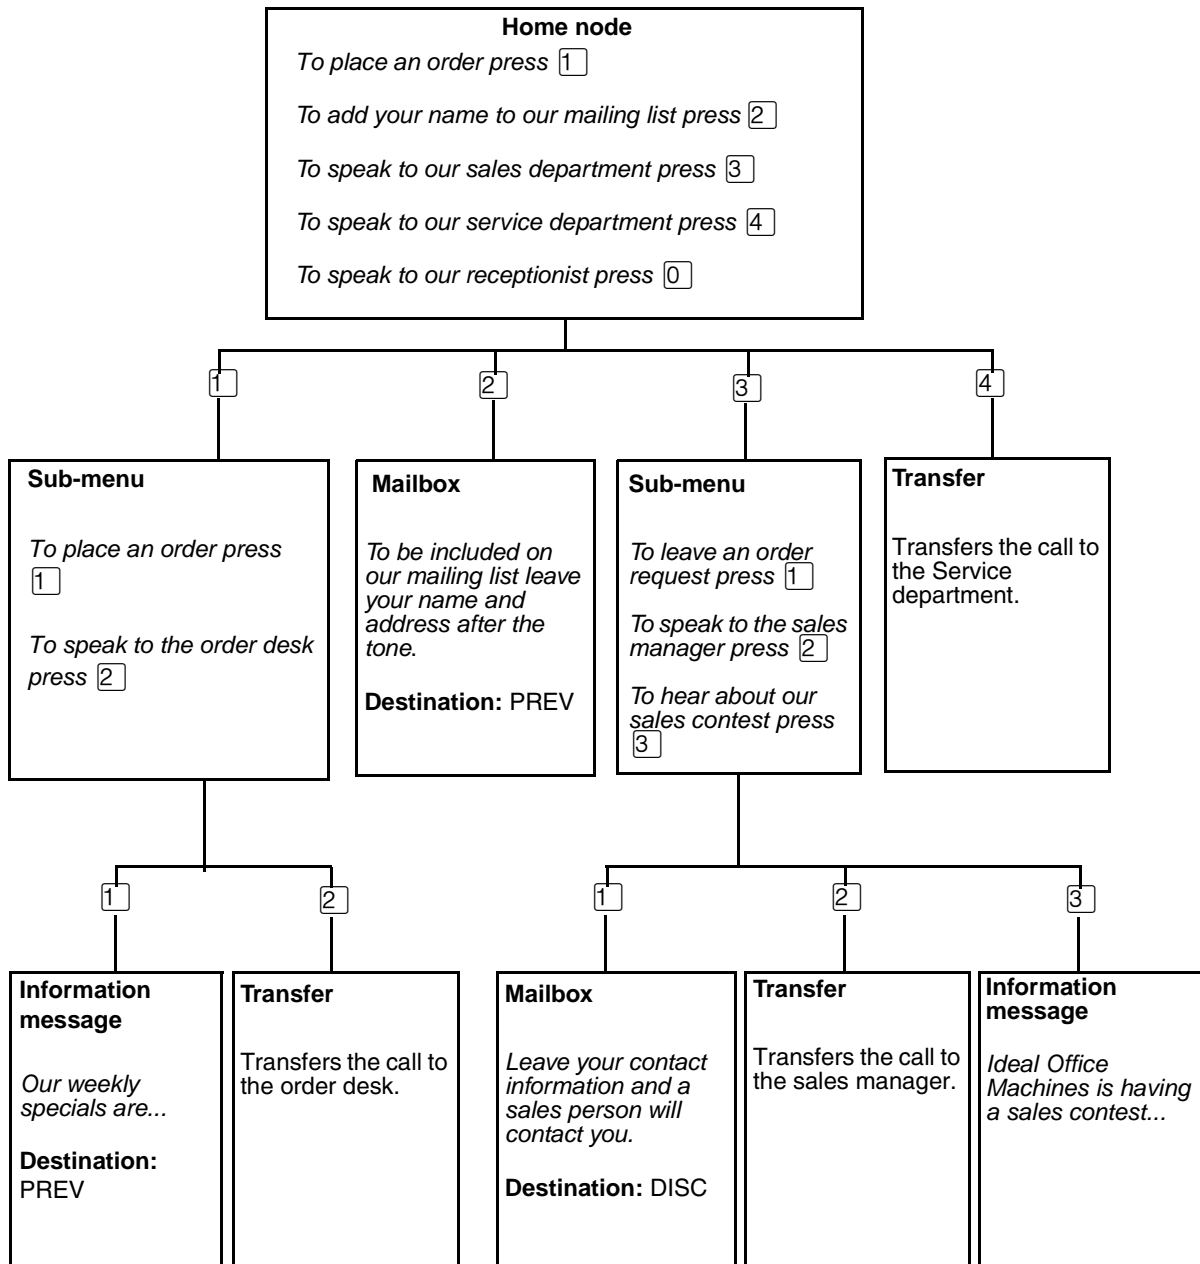 Home node
To place an order press 1
To add your name to our mailing list press 2
To speak to our sales department press 3
To speak to our service department press 4
To speak to our receptionist press 0
1
2
3
4
Sub-menu
To place an order press
1
To speak to the order desk
press 2
Mailbox
To be included on
our mailing list leave
your name and
address after the
tone.
Destination: PREV
Sub-menu
To leave an order
request press 1
To speak to the sales
manager press 2
To hear about our
sales contest press
3
Transfer
Transfers the call to
the Service
department.
1
2
1
2
3
Information
message
Our weekly
specials are...
Destination:
PREV
Transfer
Transfers the call to
the order desk.
Mailbox
Leave your contact
information and a
sales person will
contact you.
Destination: DISC
Transfer
Transfers the call to
the sales manager.
Information
message
Ideal Office
Machines is having
a sales contest...